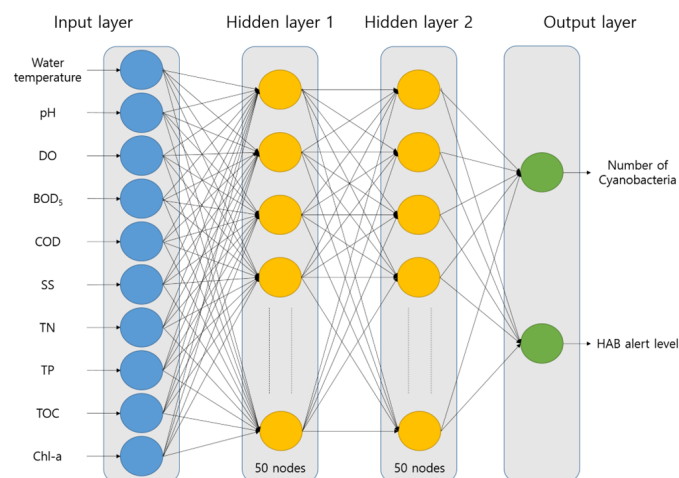 Input layer
Hidden layer 1
Hidden layer 2
Output layer
Water
temperature
pH
DO
BOD₅
COD
SS
TN
TP
TOC
Chl-a
50 nodes
50 nodes
Number of
Cyanobacteria
HAB alert level